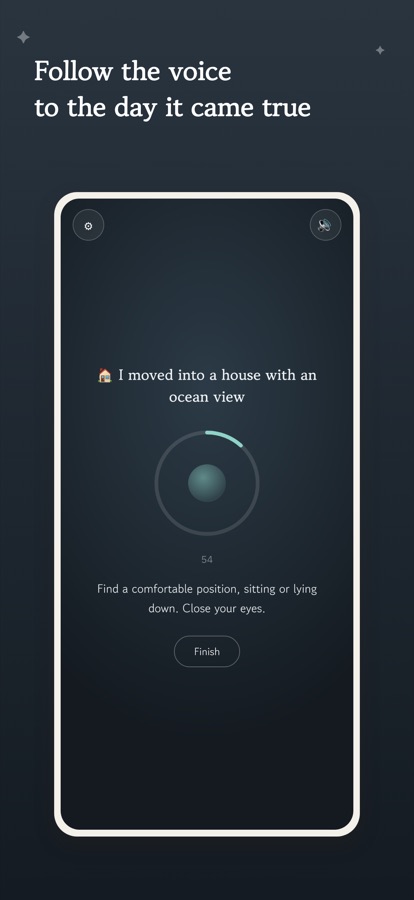 Follow the voice
to the day it came true
🏠 I moved into a house with an
ocean view
54
Find a comfortable position, sitting or lying
down. Close your eyes.
Finish